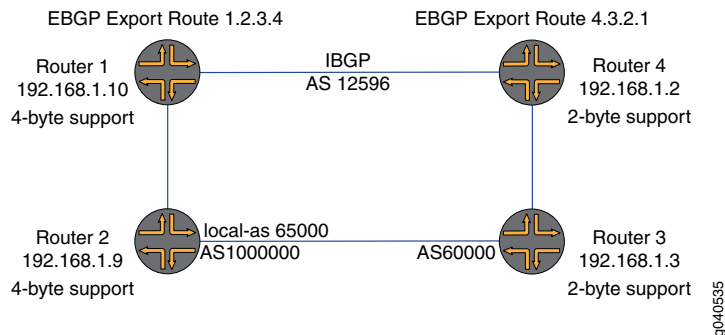 EBGP Export Route 1.2.3.4
EBGP Export Route 4.3.2.1
Router 1
192.168.1.10
4-byte support
IBGP
AS 12596
Router 4
192.168.1.2
2-byte support
Router 2
192.168.1.9
4-byte support
local-as 65000
AS1000000
AS60000
Router 3
192.168.1.3
2-byte support
g040535